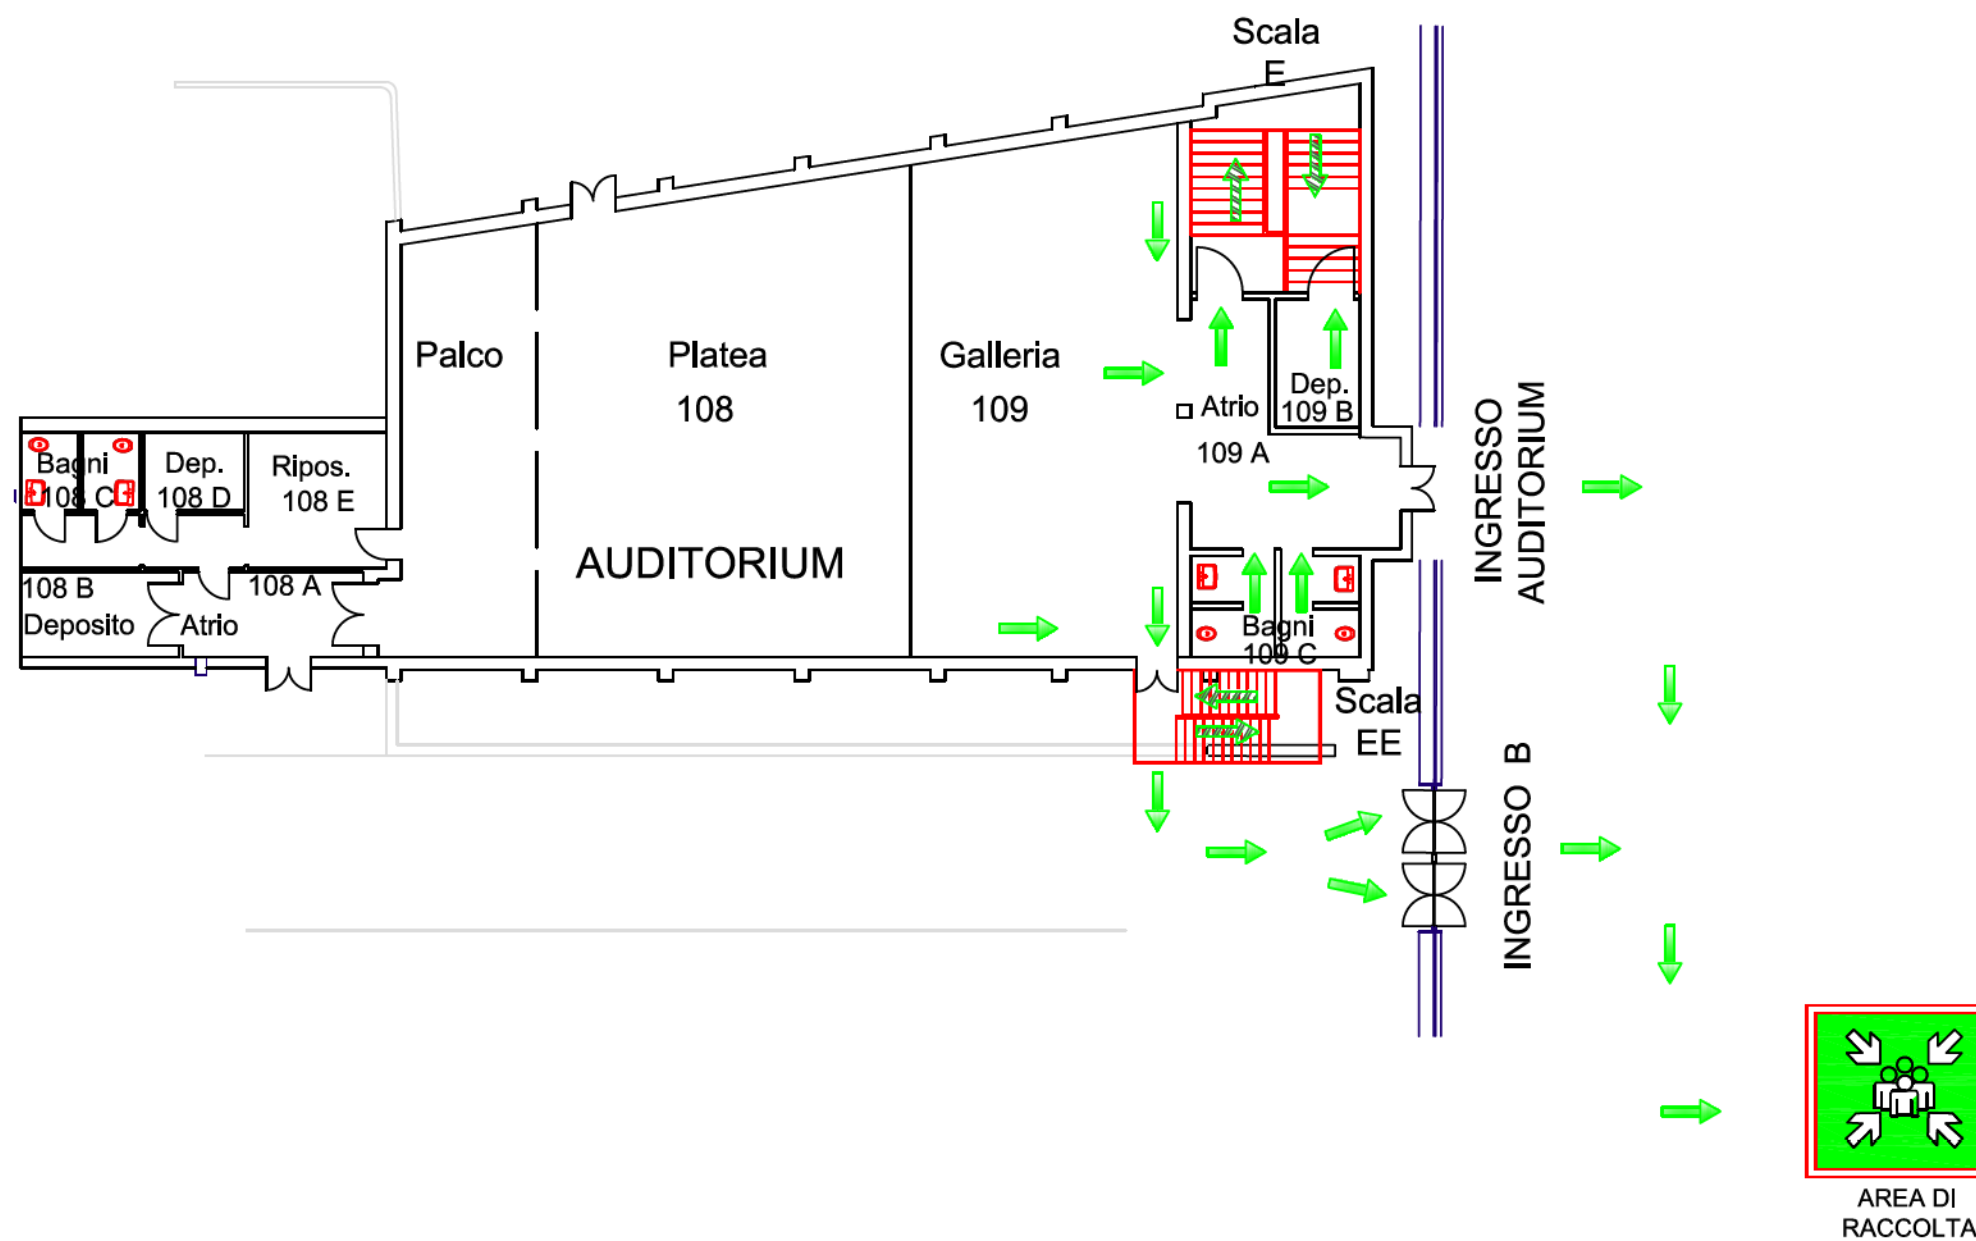 Scala
E
Palco
Platea
108
Galleria
109
Atrio
109 A
Dep.
109 B
INGRESSO
AUDITORIUM
Bagni
108 C
Dep.
108 D
Ripos.
108 E
AUDITORIUM
108 B
Deposito
108 A
Atrio
Bagni
109 C
Scala
EE
INGRESSO B
AREA DI
RACCOLTA